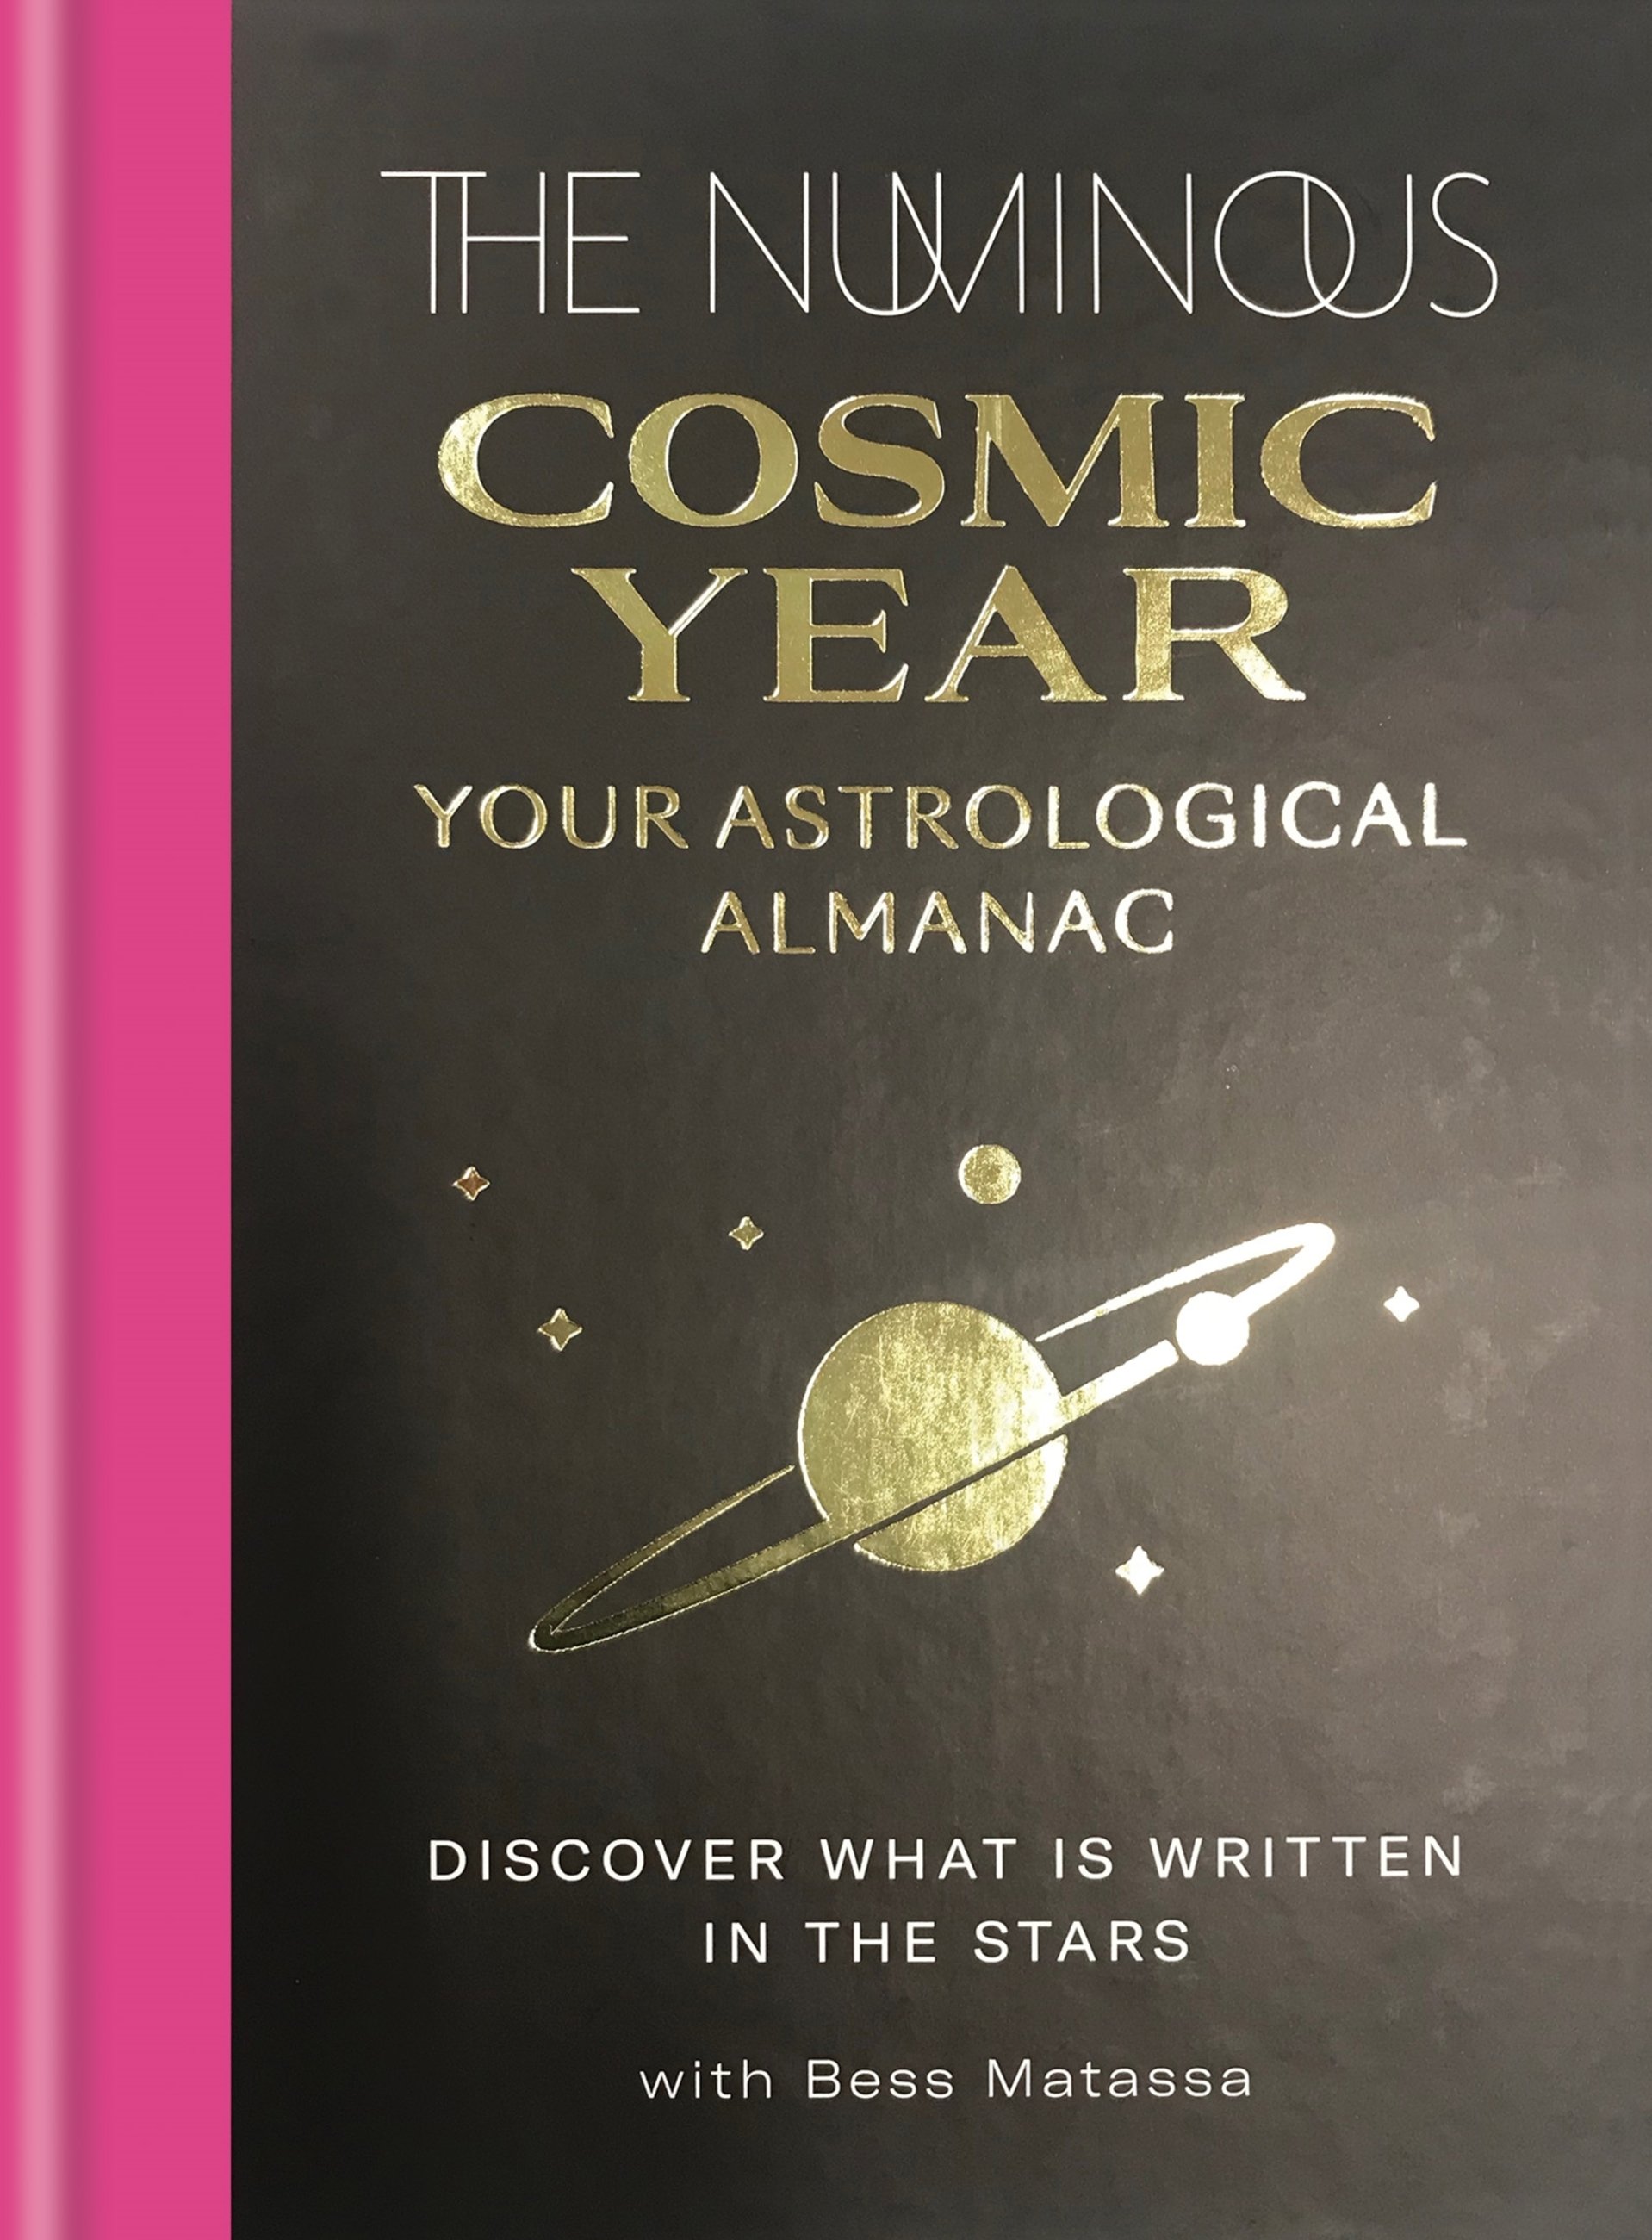 THE NUMINOUS
COSMIC
YEAR
YOUR ASTROLOGICAL
ALMANAC
DISCOVER WHAT IS WRITTEN
IN THE STARS
with Bess Matassa